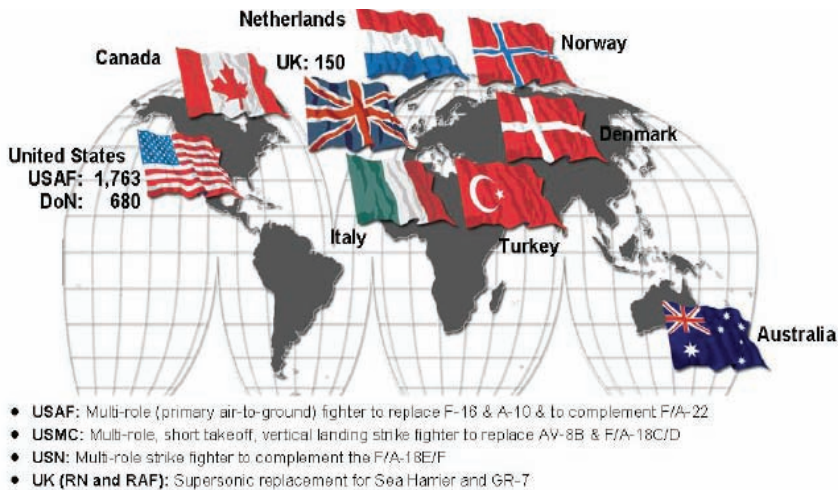 Netherlands
Norway
Canada
UK: 150
Denmark
United States
USAF: 1,763
DoN: 680
Italy
Turkey
Australia
● USAF: Multi-role (primary air-to-ground) fighter to replace F-16 & A-10 & to complement F/A-22
● USMC: Multi-role, short takeoff, vertical landing strike fighter to replace AV-8B & F/A-18C/D
● USN: Multi-role strike fighter to complement the F/A-18E/F
● UK (RN and RAF): Supersonic replacement for Sea Harrier and GR-7